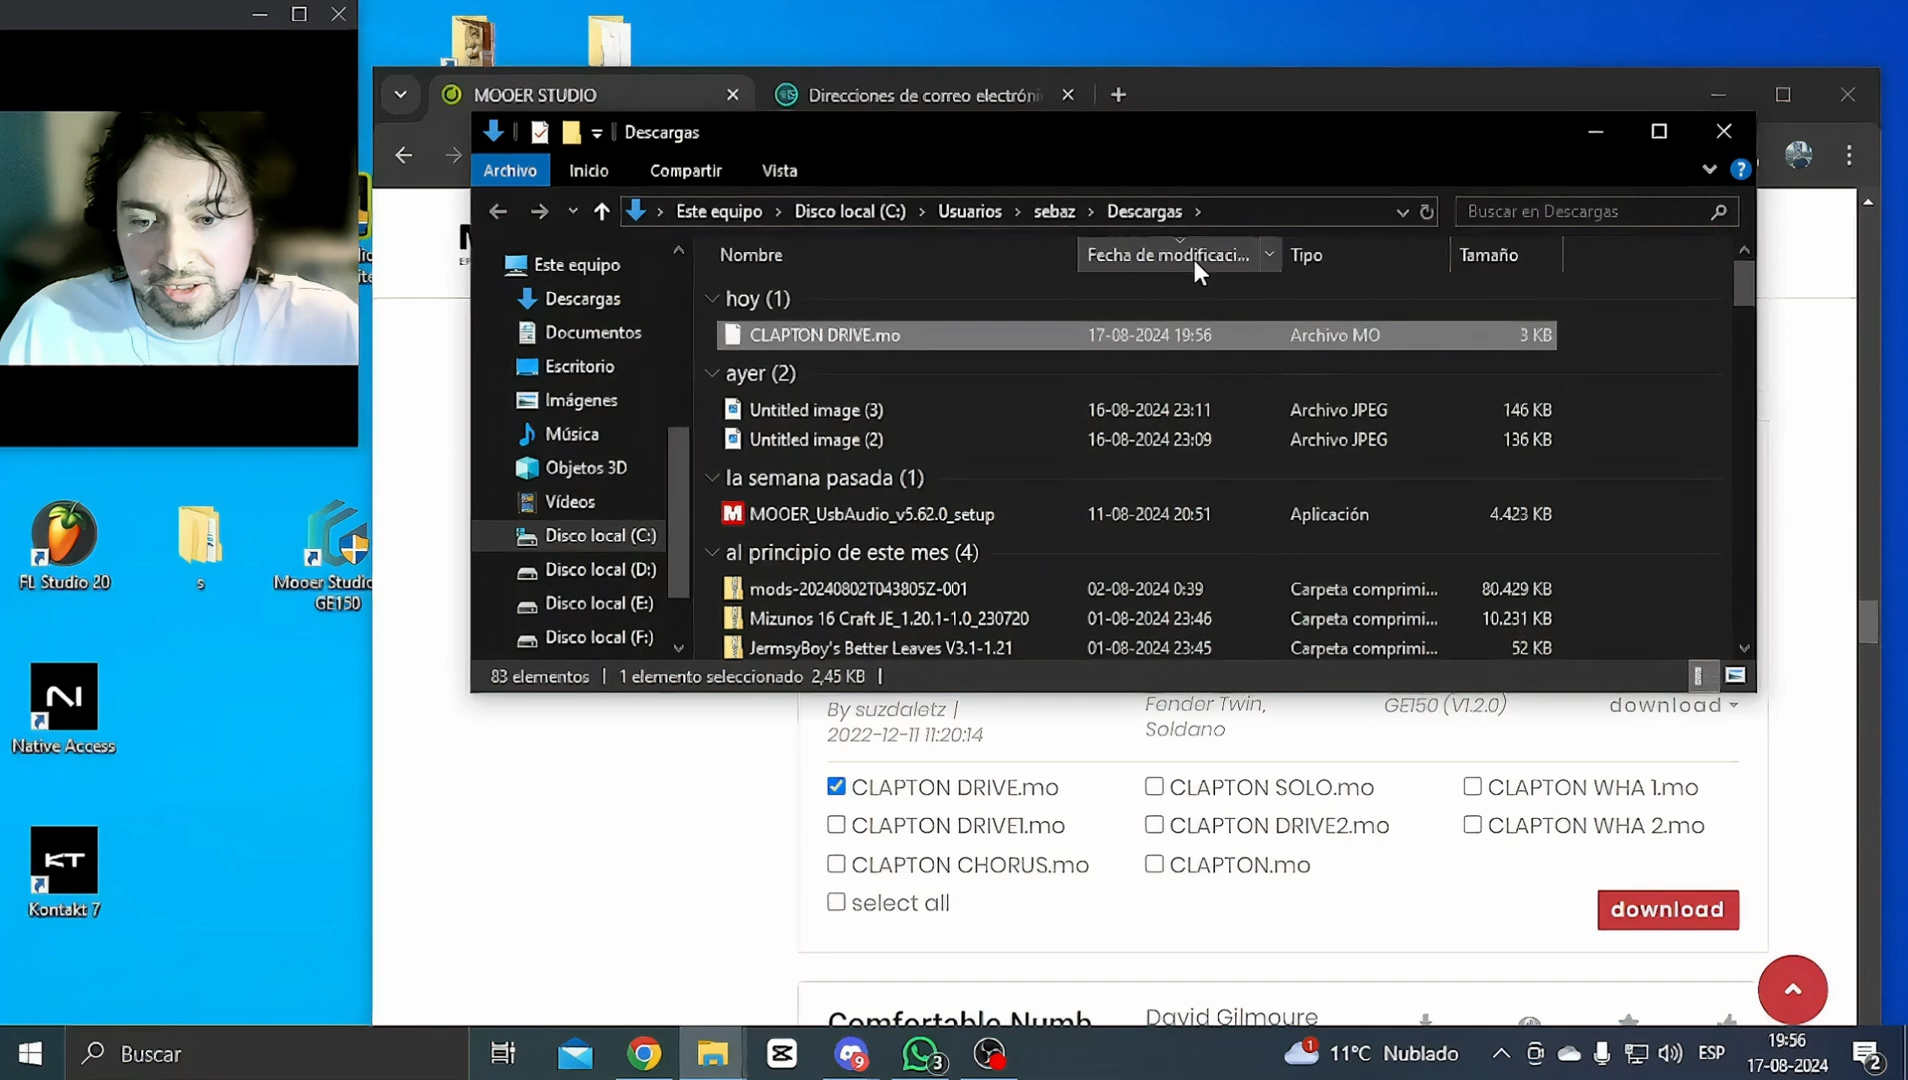 MOOER STUDIO
Direcciones de correo electróni
Descargas
Archivo
Inicio
Compartir
Vista
Este equipo > Disco local (C:) > Usuarios > sebaz > Descargas >
Buscar en Descargas
Este equipo
Descargas
Documentos
Escritorio
Imágenes
Música
Objetos 3D
Vídeos
Disco local (C:)
Disco local (D:)
Disco local (E:)
Disco local (F:)
Nombre Fecha de modificaci... Tipo Tamaño
hoy (1)
CLAPTON DRIVE.mo 17-08-2024 19:56 Archivo MO 3 KB
ayer (2)
Untitled image (3) 16-08-2024 23:11 Archivo JPEG 146 KB
Untitled image (2) 16-08-2024 23:09 Archivo JPEG 136 KB
la semana pasada (1)
MOOER_UsbAudio_v5.62.0_setup 11-08-2024 20:51 Aplicación 4.423 KB
al principio de este mes (4)
mods-20240802T043805Z-001 02-08-2024 0:39 Carpeta comprimi... 80.429 KB
Mizunos 16 Craft JE_1.20.1-1.0_230720 01-08-2024 23:46 Carpeta comprimi... 10.231 KB
JermsyBoy's Better Leaves V3.1-1.21 01-08-2024 23:45 Carpeta comprimi... 52 KB
83 elementos
1 elemento seleccionado 2,45 KB
By suzdaletz |
2022-12-11 11:20:14
Fender Twin,
Soldano
GE150 (V1.2.0)
download
CLAPTON DRIVE.mo CLAPTON SOLO.mo CLAPTON WHA 1.mo
CLAPTON DRIVE1.mo CLAPTON DRIVE2.mo CLAPTON WHA 2.mo
CLAPTON CHORUS.mo CLAPTON.mo
select all
download
Comfortable Numb
David Gilmoure
FL Studio 20
s
Mooer Studio
GE150
Native Access
KT
Kontakt 7
Buscar
9
3
1
11°C Nublado
ESP
19:56
17-08-2024
2